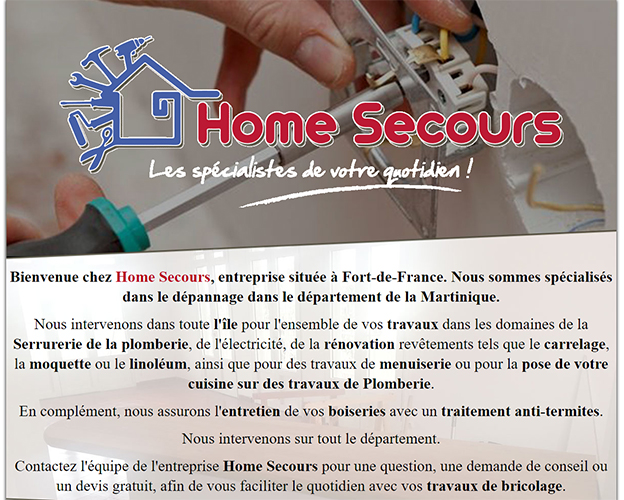 Home Secours
Les spécialistes de votre quotidien !
Bienvenue chez Home Secours, entreprise située à Fort-de-France. Nous sommes spécialisés
dans le dépannage dans le département de la Martinique.
Nous intervenons dans toute l'île pour l'ensemble de vos travaux dans les domaines de la
Serrurerie de la plomberie, de l'électricité, de la rénovation revêtements tels que le carrelage,
la moquette ou le linoléum, ainsi que pour des travaux de menuiserie ou pour la pose de votre
cuisine sur des travaux de Plomberie.
En complément, nous assurons l'entretien de vos boiseries avec un traitement anti-termites.
Nous intervenons sur tout le département.
Contactez l'équipe de l'entreprise Home Secours pour une question, une demande de conseil ou
un devis gratuit, afin de vous faciliter le quotidien avec vos travaux de bricolage.